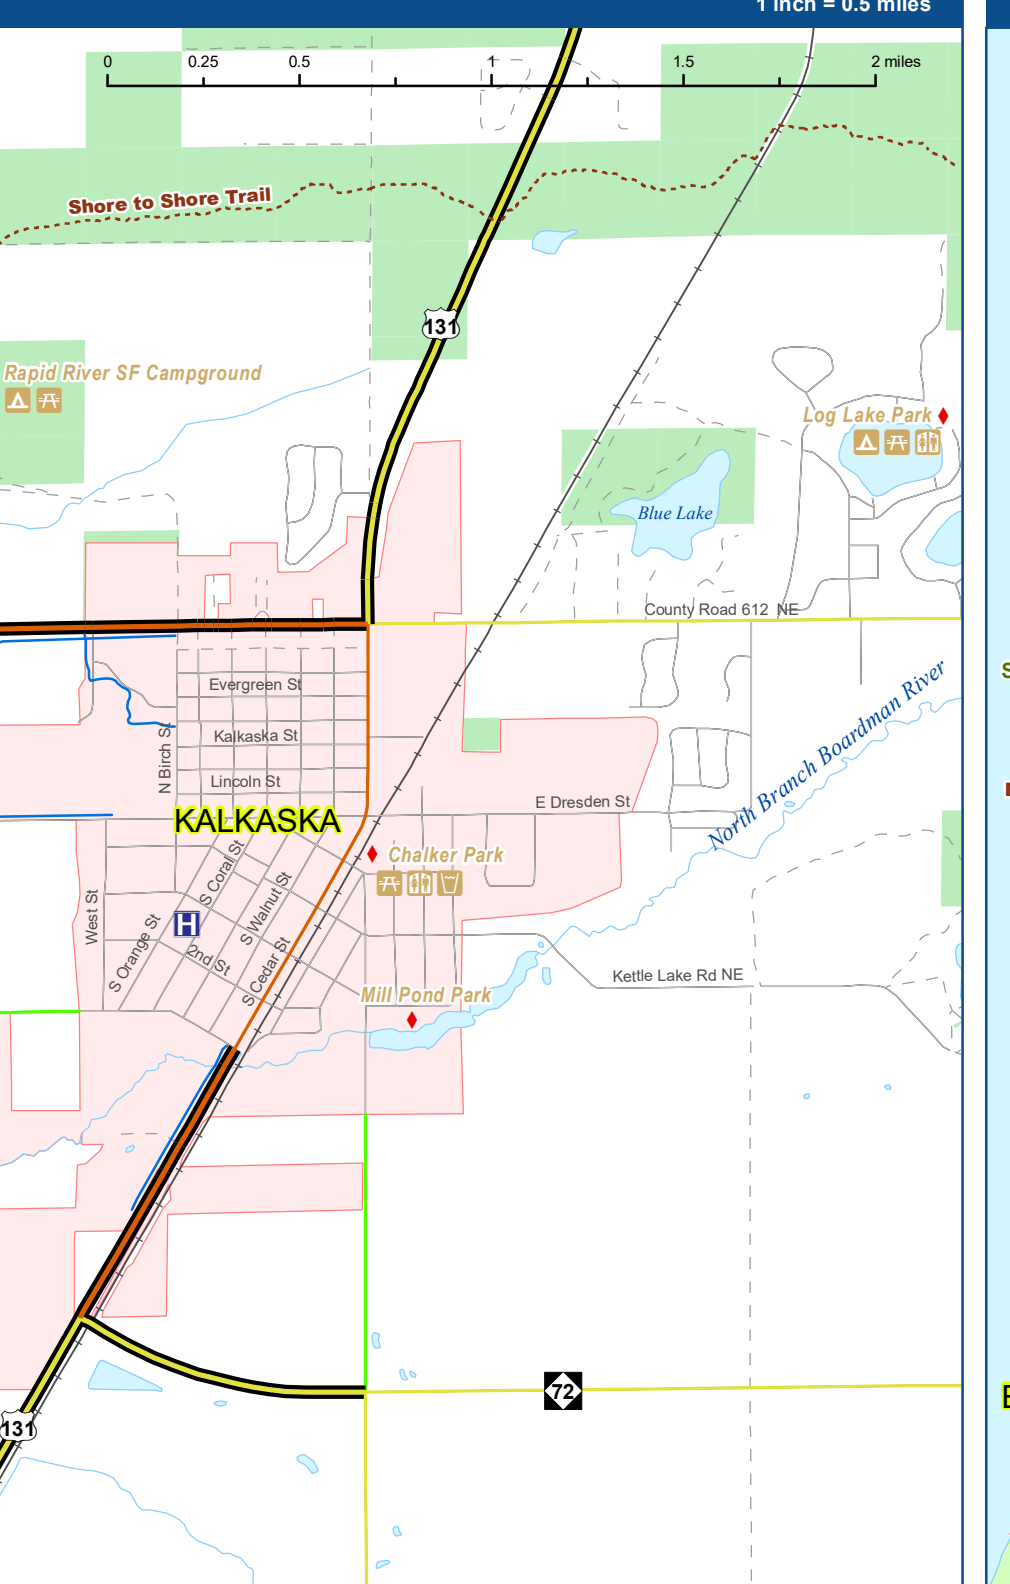 1 inch = 0.5 miles
0 0.25 0.5 1 1.5 2 miles
Shore to Shore Trail
131
Rapid River SF Campground
Log Lake Park
Blue Lake
County Road 612 NE
Evergreen St
N Birch St
Kalkaska St
Lincoln St
North Branch Boardman River
E Dresden St
KALKASKA
Chalker Park
S Coral St
S Walnut St
West St
H
S Orange St
2nd St
S Cedar St
Kettle Lake Rd NE
Mill Pond Park
72
131